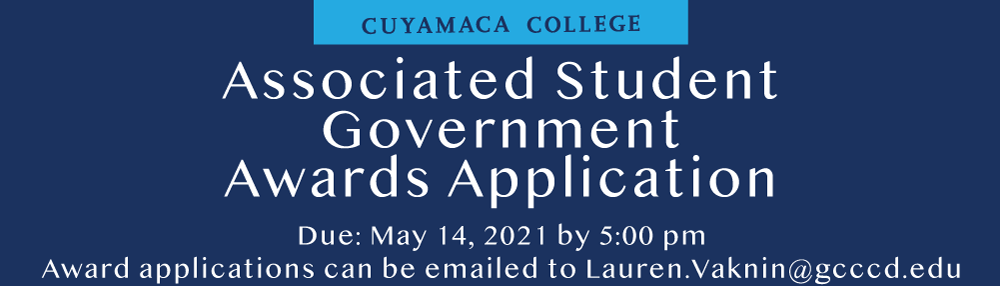 CUYAMACA COLLEGE
Associated Student
Government
Awards Application
Due: May 14, 2021 by 5:00 pm
Award applications can be emailed to Lauren.Vaknin@gcccd.edu